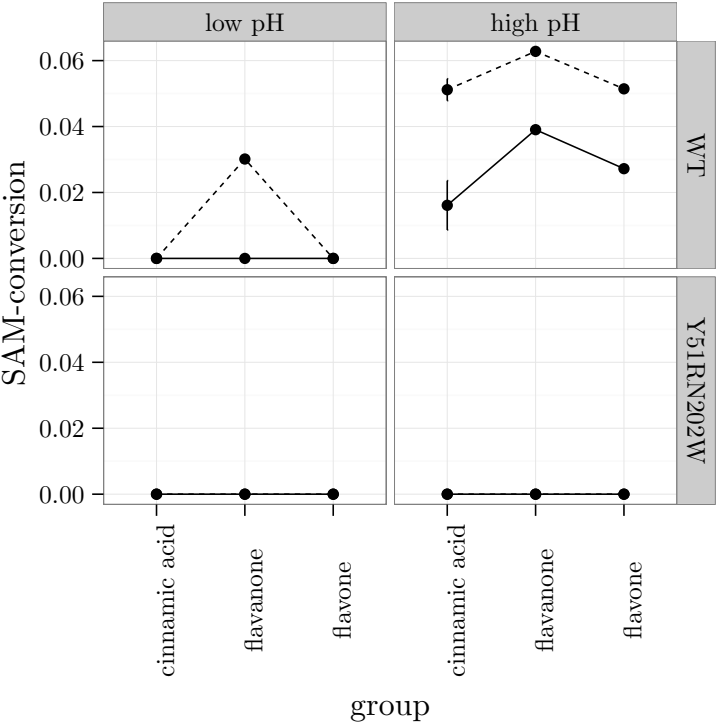 low pH
high pH
SAM-conversion
0.06
0.04
0.02
0.00
WT
0.06
0.04
0.02
0.00
Y51RN202W
cinnamic acid
flavanone
flavone
cinnamic acid
flavanone
flavone
group